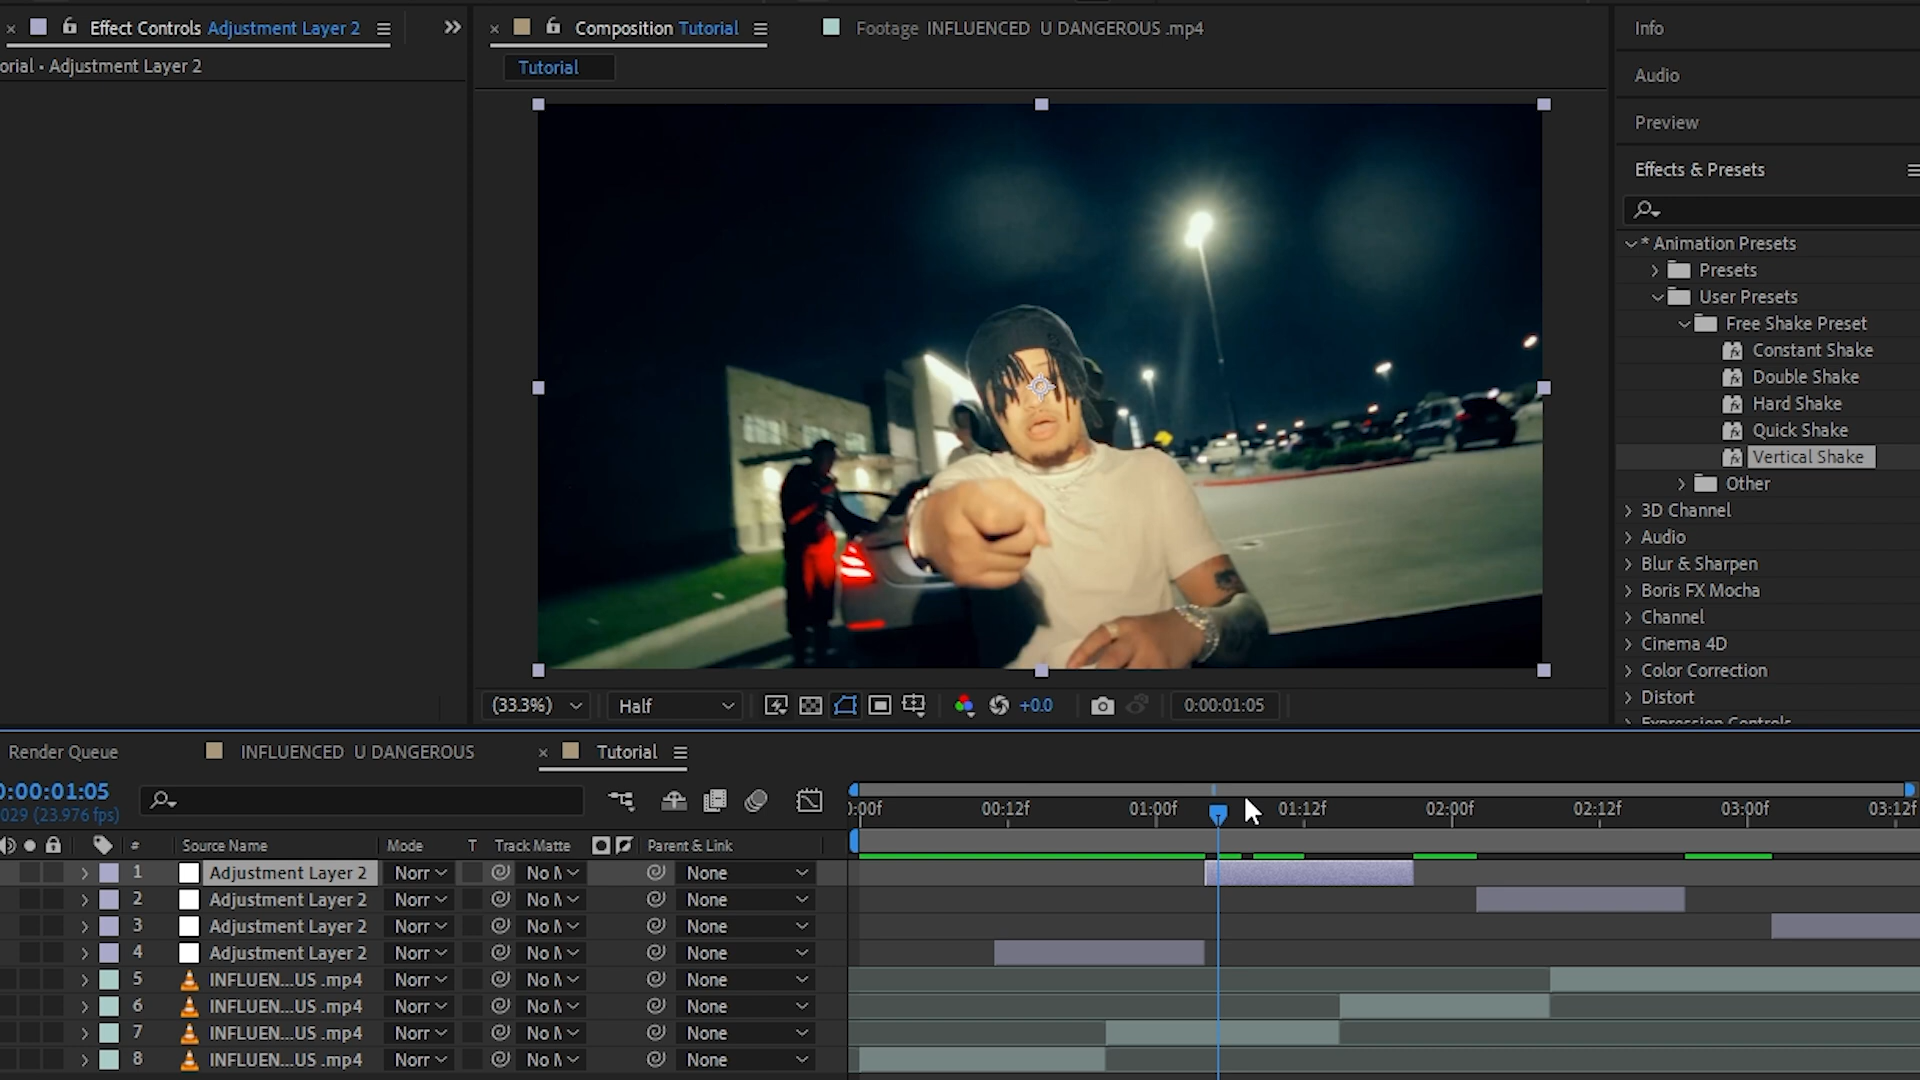 Effect Controls Adjustment Layer 2
orial • Adjustment Layer 2
Composition Tutorial
Footage INFLUENCED U DANGEROUS .mp4
Tutorial
(33.3%)
Half
+0.0
0:00:01:05
Info
Audio
Preview
Effects & Presets
* Animation Presets
Presets
User Presets
Free Shake Preset
Constant Shake
Double Shake
Hard Shake
Quick Shake
Vertical Shake
Other
3D Channel
Audio
Blur & Sharpen
Boris FX Mocha
Channel
Cinema 4D
Color Correction
Distort
Expression Controls
Render Queue
INFLUENCED U DANGEROUS
Tutorial
0:00:01:05
029 (23.976 fps)
:00f 00:12f 01:00f 01:12f 02:00f 02:12f 03:00f 03:12f
# Source Name Mode T Track Matte Parent & Link
1 Adjustment Layer 2 Norr No M None
2 Adjustment Layer 2 Norr No M None
3 Adjustment Layer 2 Norr No M None
4 Adjustment Layer 2 Norr No M None
5 INFLUEN...US .mp4 Norr No M None
6 INFLUEN...US .mp4 Norr No M None
7 INFLUEN...US .mp4 Norr No M None
8 INFLUEN...US .mp4 Norr No M None